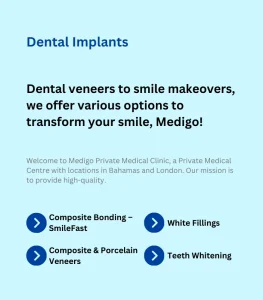 Dental Implants
Dental veneers to smile makeovers,
we offer various options to
transform your smile, Medigo!
Welcome to Medigo Private Medical Clinic, a Private Medical
Centre with locations in Bahamas and London. Our mission is
to provide high-quality.
Composite Bonding –
SmileFast
White Fillings
Composite & Porcelain
Veneers
Teeth Whitening